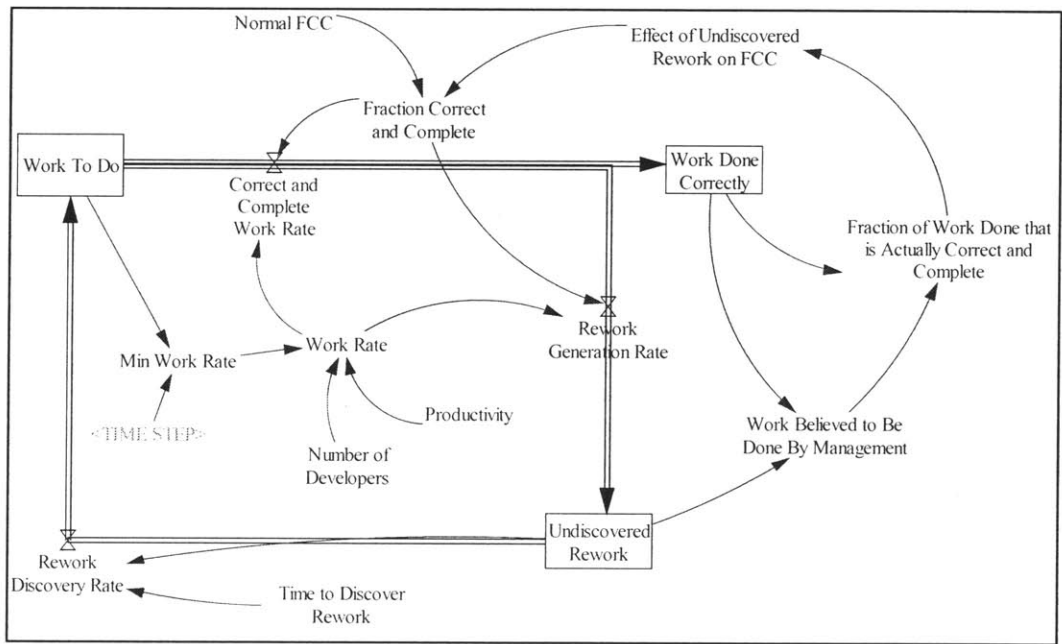 Normal FCC
Effect of Undiscovered
Rework on FCC
Fraction Correct
and Complete
Work To Do
Work Done
Correctly
Correct and
Complete
Work Rate
Fraction of Work Done that
is Actually Correct and
Complete
Min Work Rate
Work Rate
Rework
Generation Rate
<TIME STEP>
Productivity
Number of
Developers
Work Believed to Be
Done By Management
Undiscovered
Rework
Rework
Discovery Rate
Time to Discover
Rework